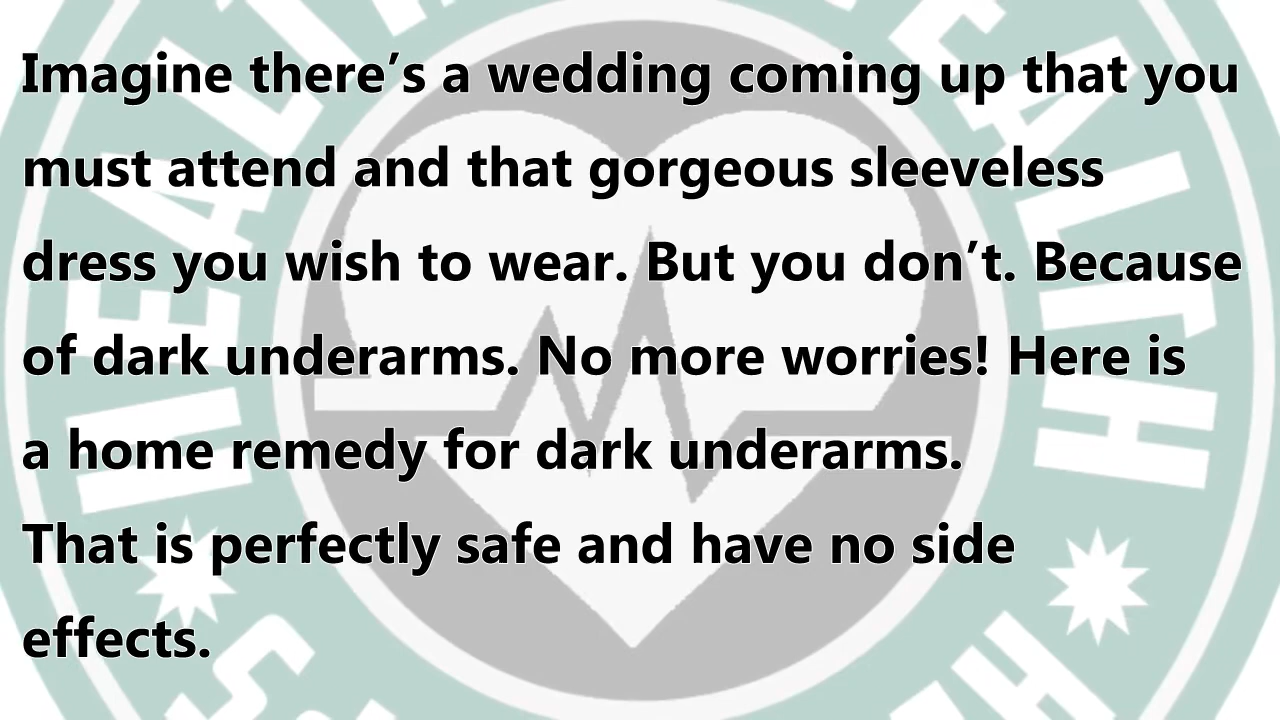 Imagine there’s a wedding coming up that you
must attend and that gorgeous sleeveless
dress you wish to wear. But you don’t. Because
of dark underarms. No more worries! Here is
a home remedy for dark underarms.
That is perfectly safe and have no side
effects.
HEALTH
HEALTH